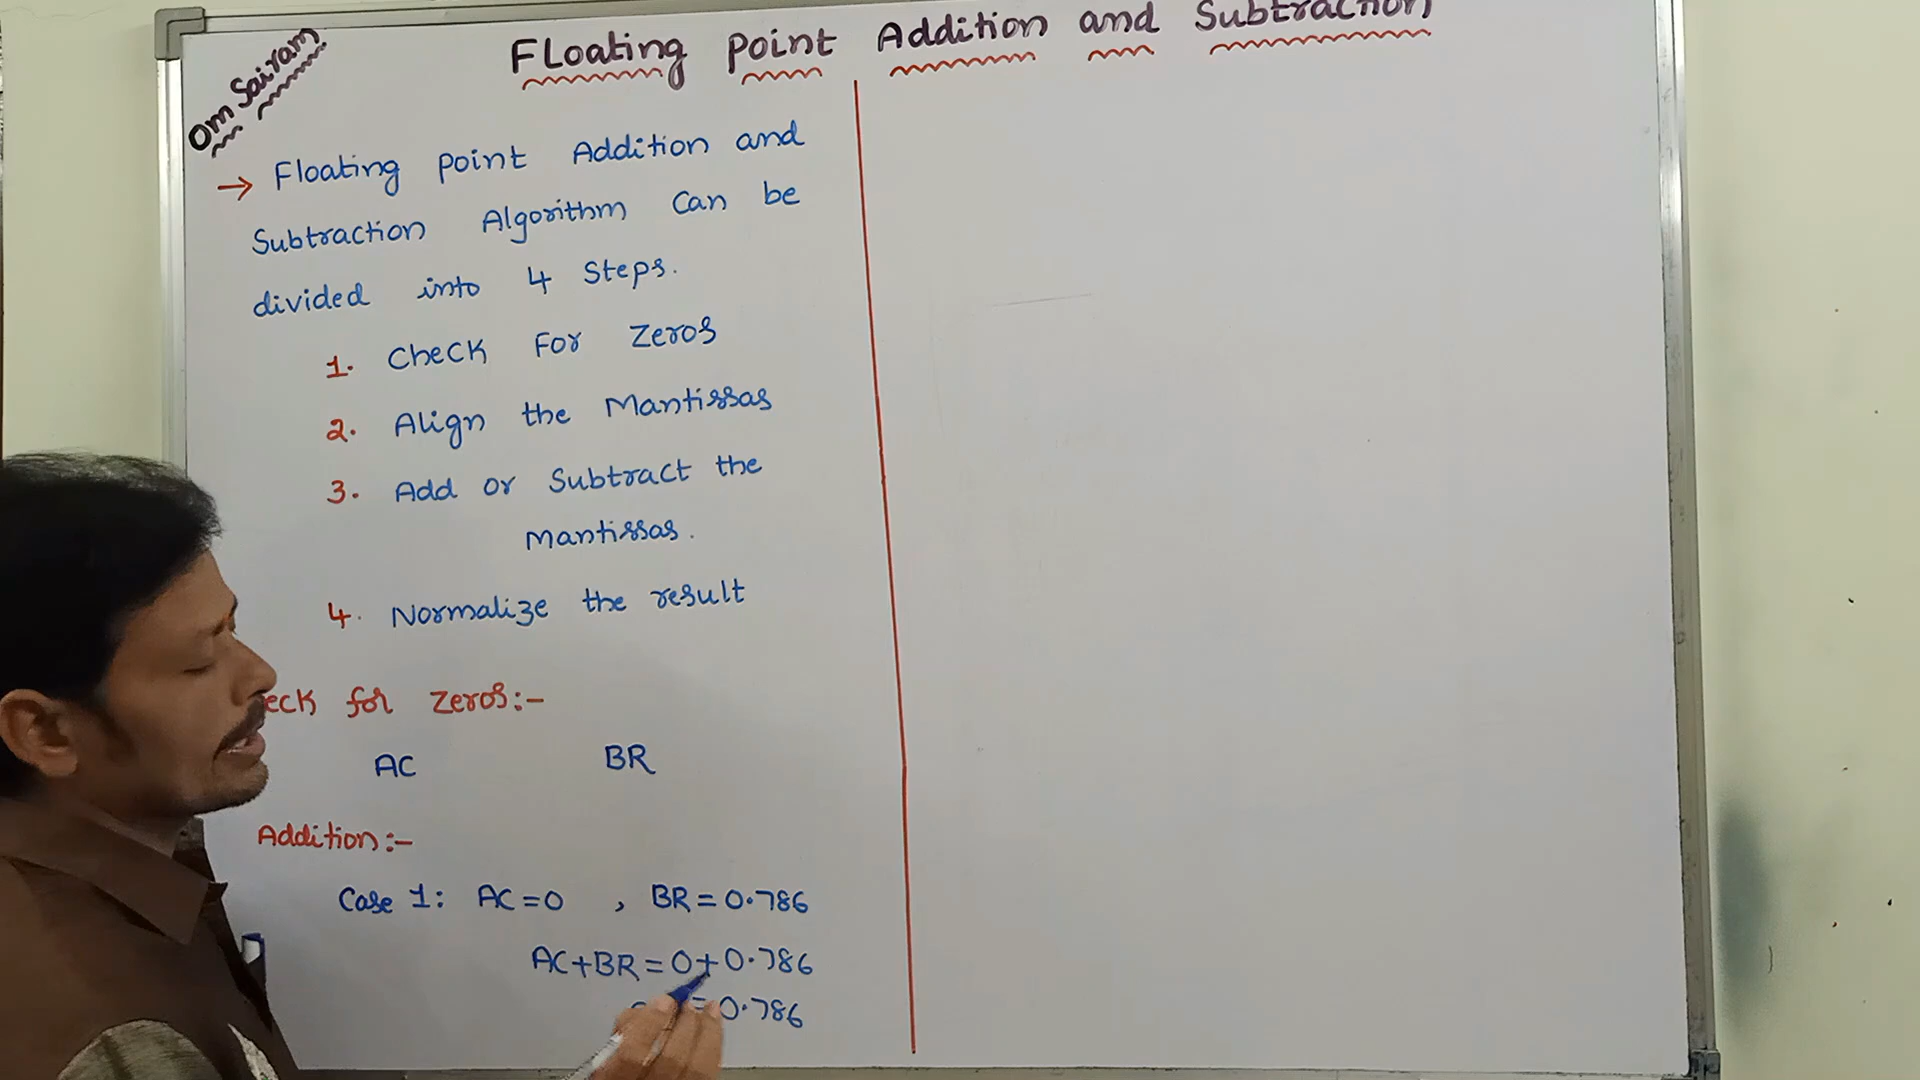 Floating Point Addition and Subtraction
Om Sairam
→ Floating point Addition and
Subtraction Algorithm Can be
divided into 4 Steps.
1. Check For Zeros
2. Align the Mantissas
3. Add or Subtract the
Mantissas.
4. Normalize the result
eck for Zeros:-
AC BR
Addition:-
Case 1: AC=0 , BR=0.786
AC+BR=0+0.786
=0.786